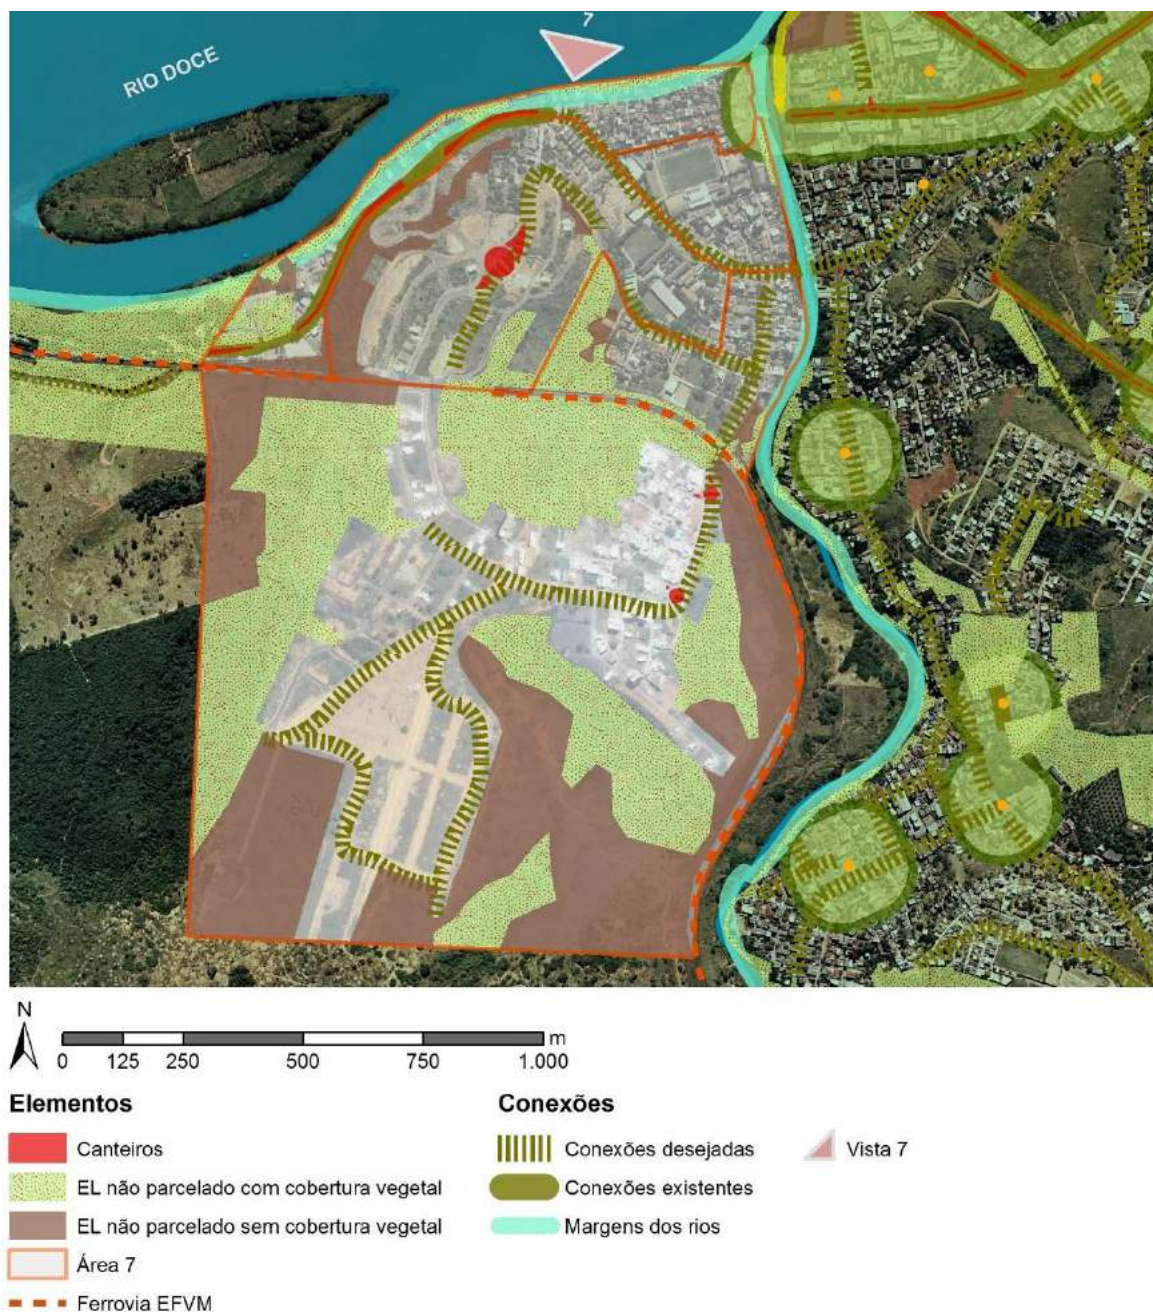 7
RIO DOCE
N
0 125 250 500 750 1.000 m
Elementos
Canteiros
EL não parcelado com cobertura vegetal
EL não parcelado sem cobertura vegetal
Área 7
Ferrovia EFVM
Conexões
Conexões desejadas
Conexões existentes
Margens dos rios
Vista 7